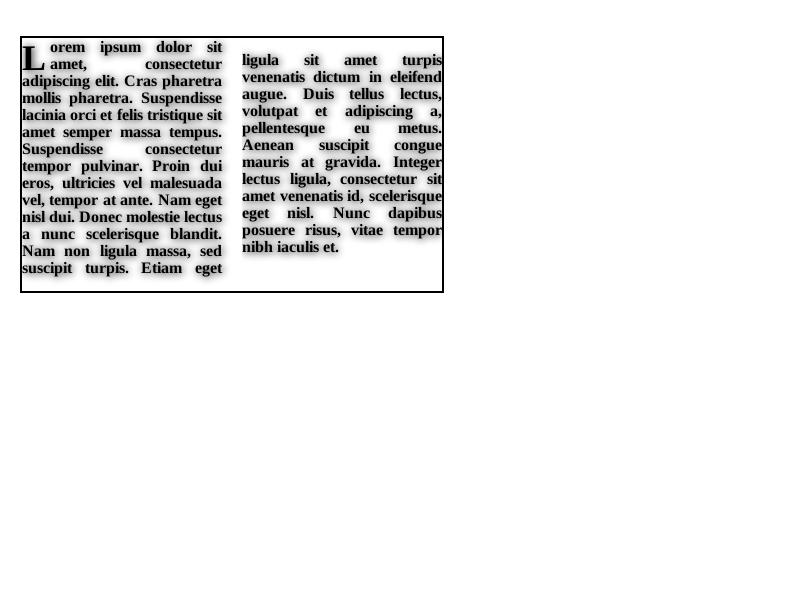 Lorem ipsum dolor sit
amet, consectetur
adipiscing elit. Cras pharetra
mollis pharetra. Suspendisse
lacinia orci et felis tristique sit
amet semper massa tempus.
Suspendisse consectetur
tempor pulvinar. Proin dui
eros, ultricies vel malesuada
vel, tempor at ante. Nam eget
nisl dui. Donec molestie lectus
a nunc scelerisque blandit.
Nam non ligula massa, sed
suscipit turpis. Etiam eget
ligula sit amet turpis
venenatis dictum in eleifend
augue. Duis tellus lectus,
volutpat et adipiscing a,
pellentesque eu metus.
Aenean suscipit congue
mauris at gravida. Integer
lectus ligula, consectetur sit
amet venenatis id, scelerisque
eget nisl. Nunc dapibus
posuere risus, vitae tempor
nibh iaculis et.